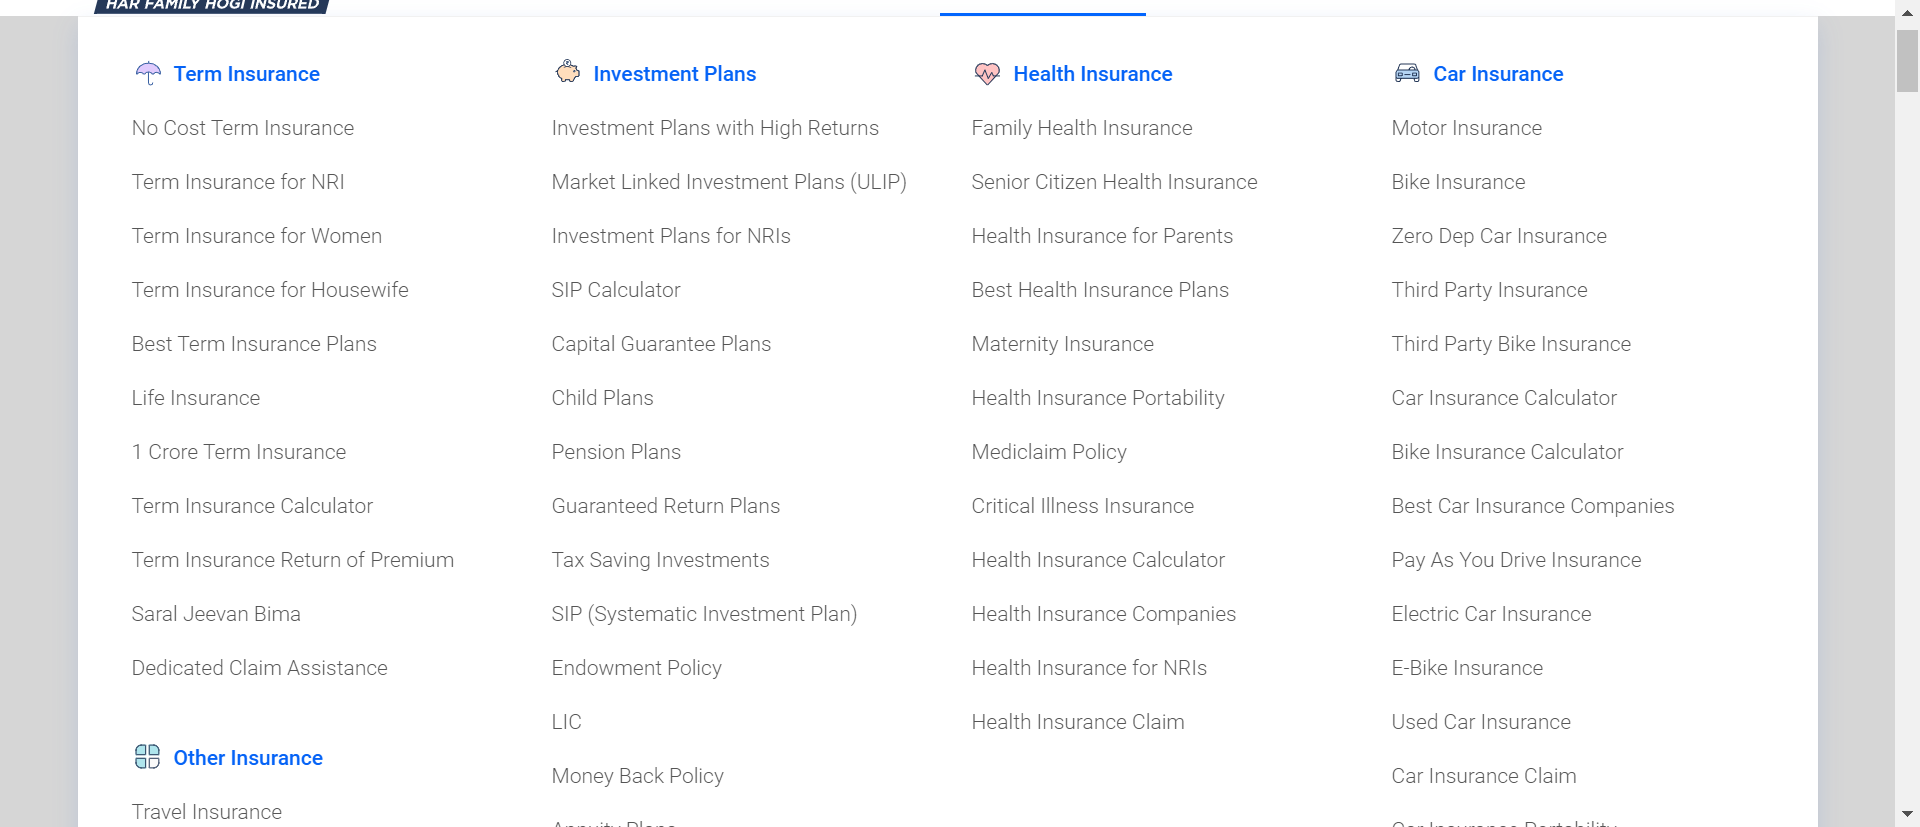 HAR FAMILY HOGI INSURED
Term Insurance
No Cost Term Insurance
Term Insurance for NRI
Term Insurance for Women
Term Insurance for Housewife
Best Term Insurance Plans
Life Insurance
1 Crore Term Insurance
Term Insurance Calculator
Term Insurance Return of Premium
Saral Jeevan Bima
Dedicated Claim Assistance
Other Insurance
Travel Insurance
Investment Plans
Investment Plans with High Returns
Market Linked Investment Plans (ULIP)
Investment Plans for NRIs
SIP Calculator
Capital Guarantee Plans
Child Plans
Pension Plans
Guaranteed Return Plans
Tax Saving Investments
SIP (Systematic Investment Plan)
Endowment Policy
LIC
Money Back Policy
Annuity Plans
Health Insurance
Family Health Insurance
Senior Citizen Health Insurance
Health Insurance for Parents
Best Health Insurance Plans
Maternity Insurance
Health Insurance Portability
Mediclaim Policy
Critical Illness Insurance
Health Insurance Calculator
Health Insurance Companies
Health Insurance for NRIs
Health Insurance Claim
Car Insurance
Motor Insurance
Bike Insurance
Zero Dep Car Insurance
Third Party Insurance
Third Party Bike Insurance
Car Insurance Calculator
Bike Insurance Calculator
Best Car Insurance Companies
Pay As You Drive Insurance
Electric Car Insurance
E-Bike Insurance
Used Car Insurance
Car Insurance Claim
Car Insurance Portability